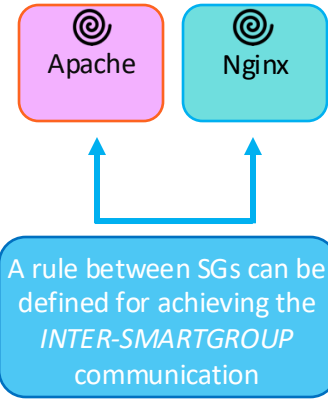 Apache
Nginx
A rule between SGs can be
defined for achieving the
INTER-SMARTGROUP
communication